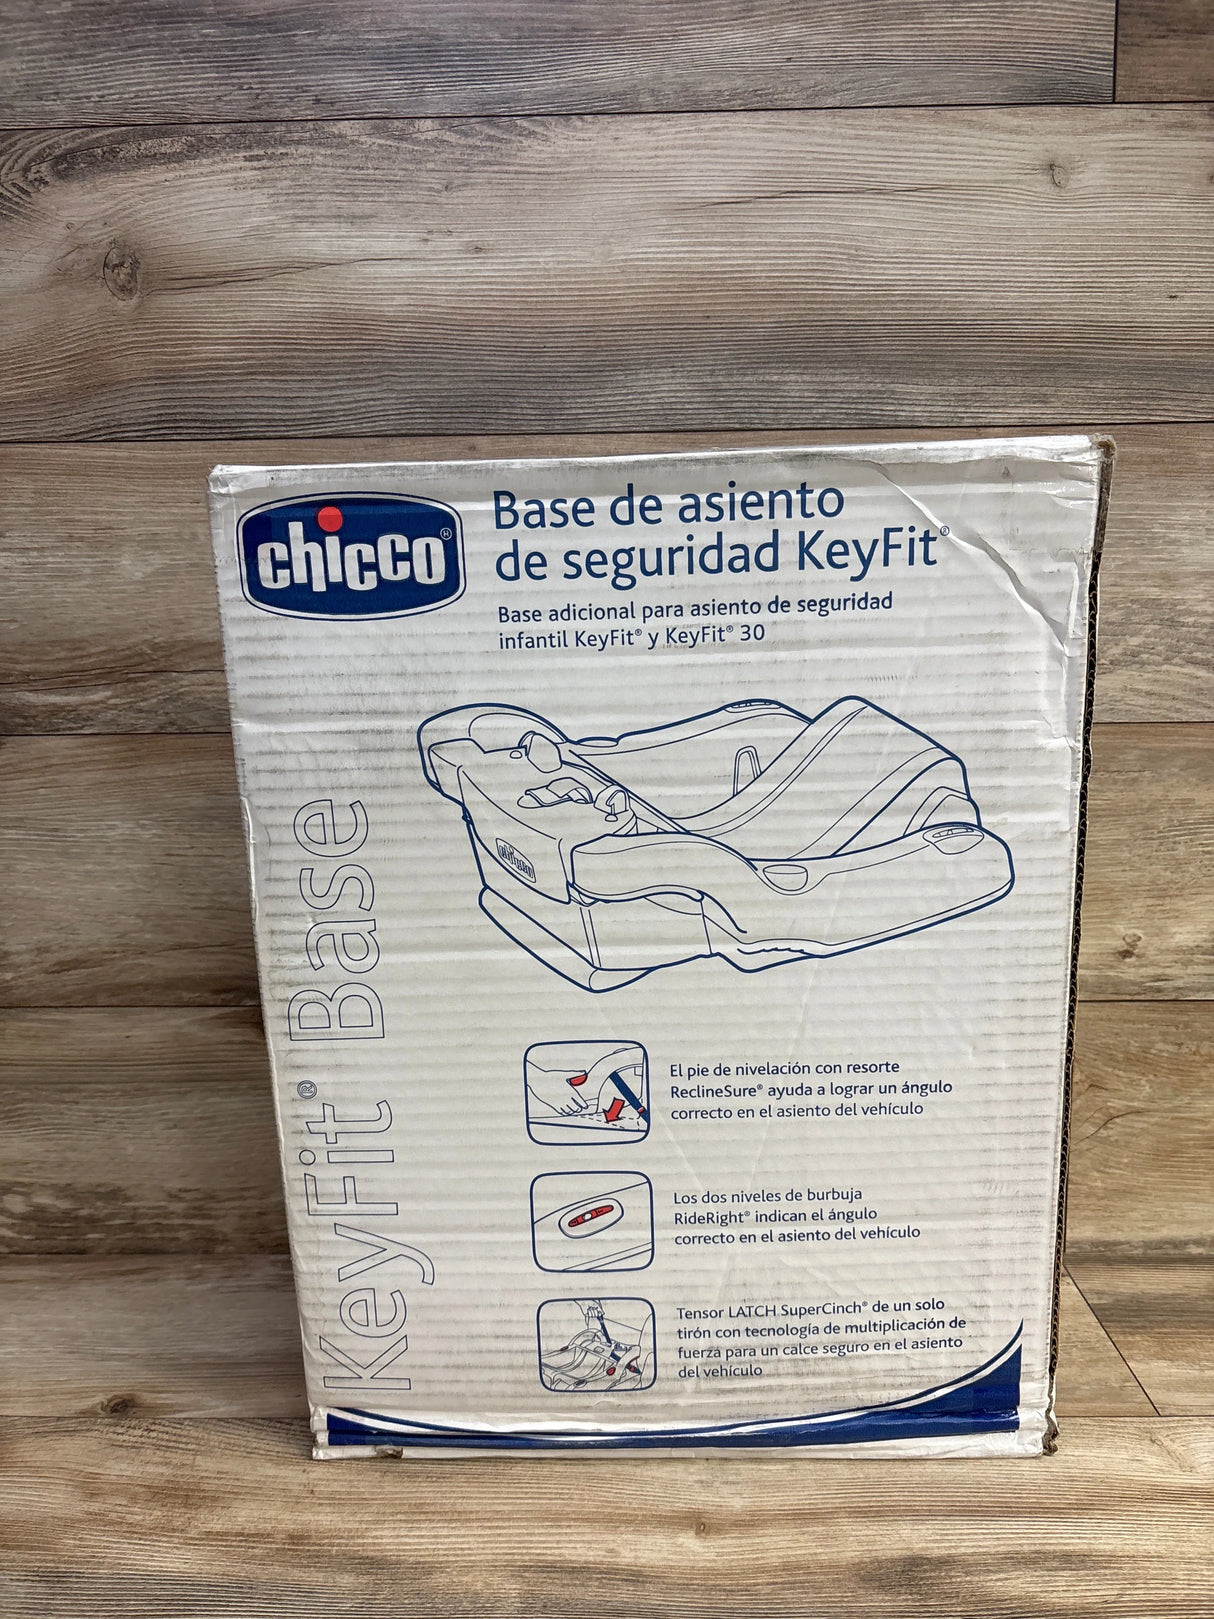 chicco®
Base de asiento
de seguridad KeyFit®
Base adicional para asiento de seguridad
infantil KeyFit® y KeyFit® 30
chicco
KeyFit® Base
El pie de nivelación con resorte
ReclineSure® ayuda a lograr un ángulo
correcto en el asiento del vehículo
Los dos niveles de burbuja
RideRight® indican el ángulo
correcto en el asiento del vehículo
Tensor LATCH SuperCinch® de un solo
tirón con tecnología de multiplicación de
fuerza para un calce seguro en el asiento
del vehículo